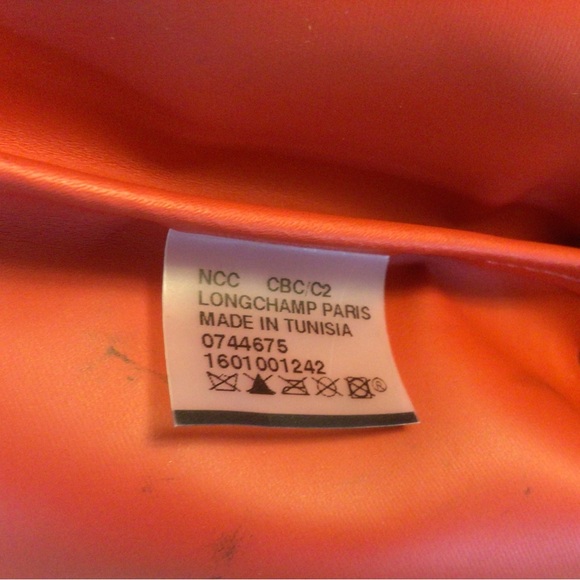 NCC CBC/C2
LONGCHAMP PARIS
MADE IN TUNISIA
0744675
1601001242